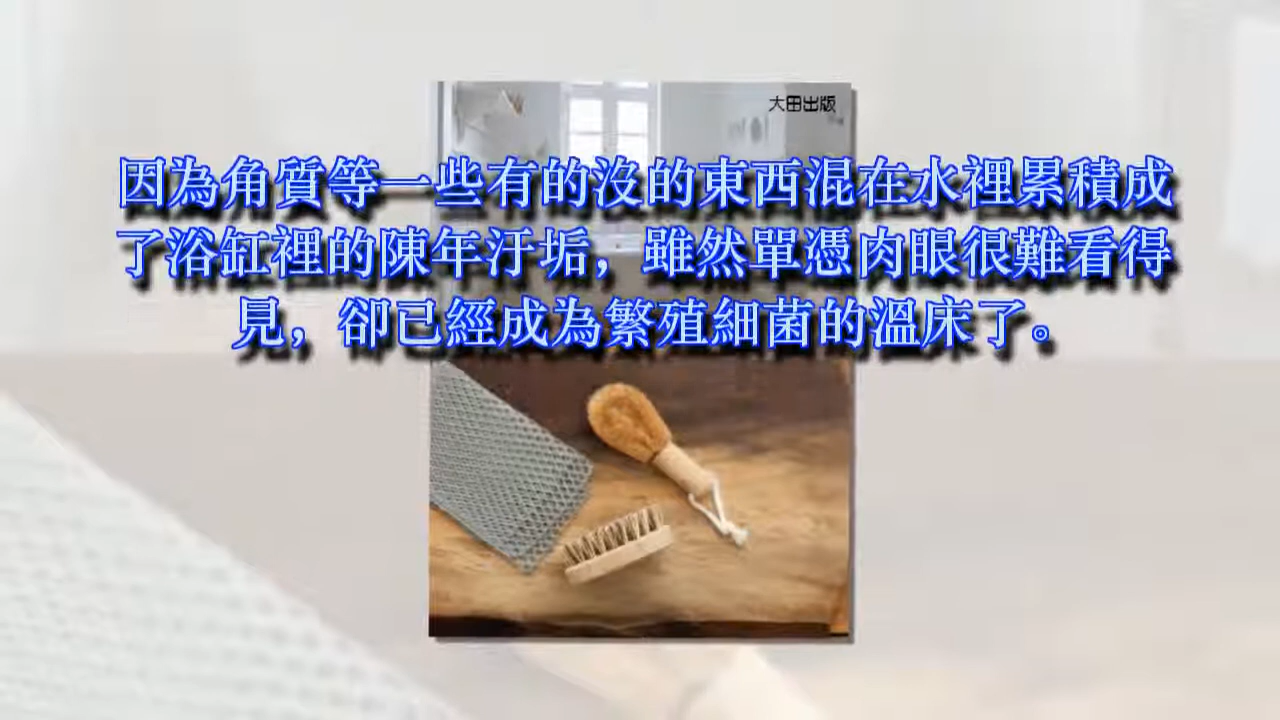 大田出版
因為角質等一些有的沒的東西混在水裡累積成
了浴缸裡的陳年汙垢，雖然單憑肉眼很難看得
見，卻已經成為繁殖細菌的溫床了。